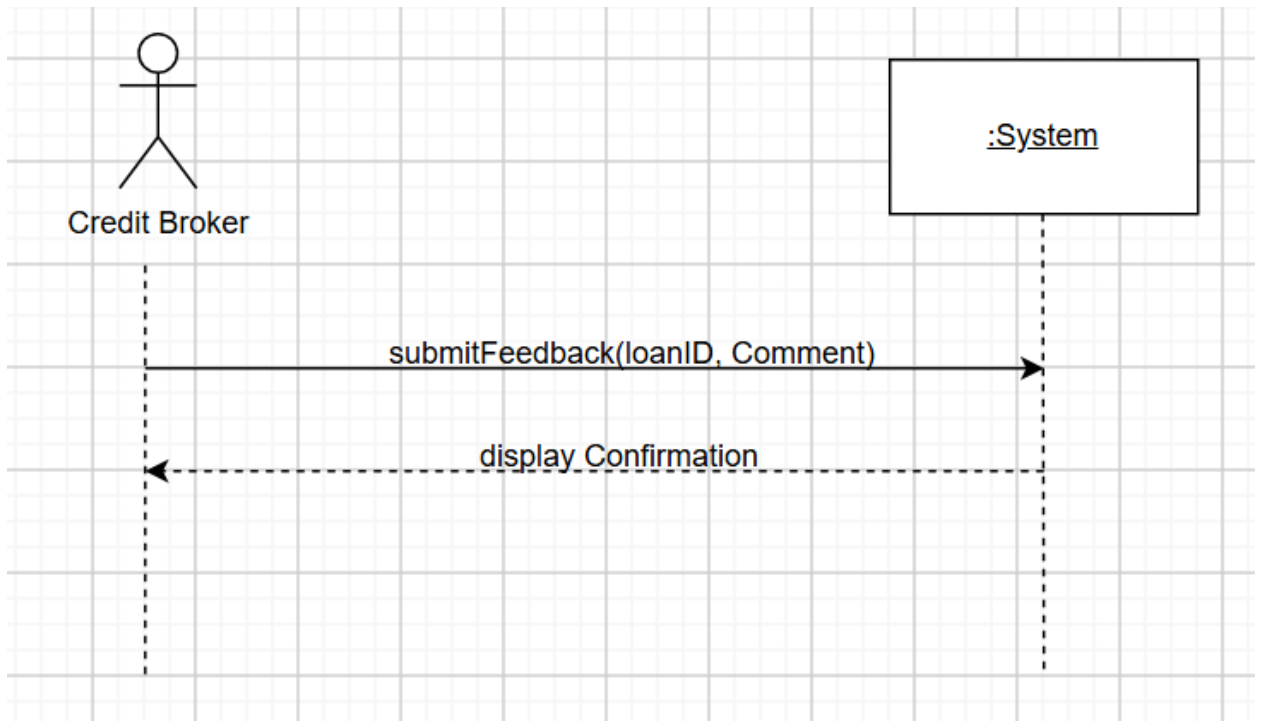 :System
Credit Broker
submitFeedback(loanID, Comment)
display Confirmation